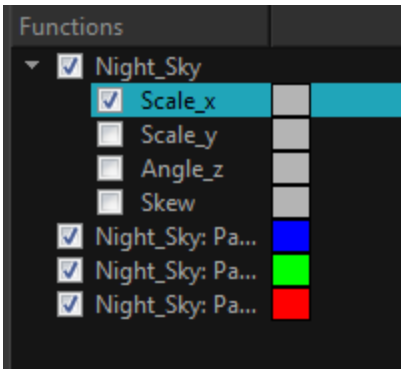 Functions
Night_Sky
Scale_x
Scale_y
Angle_z
Skew
Night_Sky: Pa...
Night_Sky: Pa...
Night_Sky: Pa...